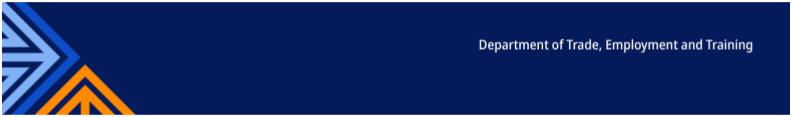 Department of Trade, Employment and Training